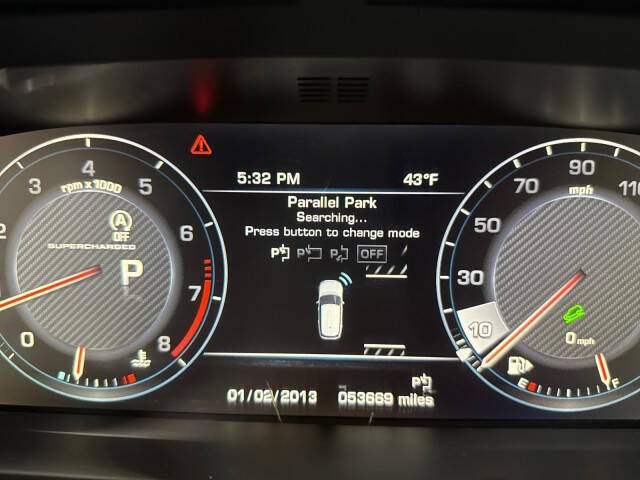 5:32 PM 43°F
Parallel Park
Searching...
Press button to change mode
P P P OFF
01/02/2013 053669 miles
P
0 2 3 4 5 6 7 8
rpm x 1000
A
OFF
SUPERCHARGED
P
10 30 50 70 90 110
mph
0 mph
E F